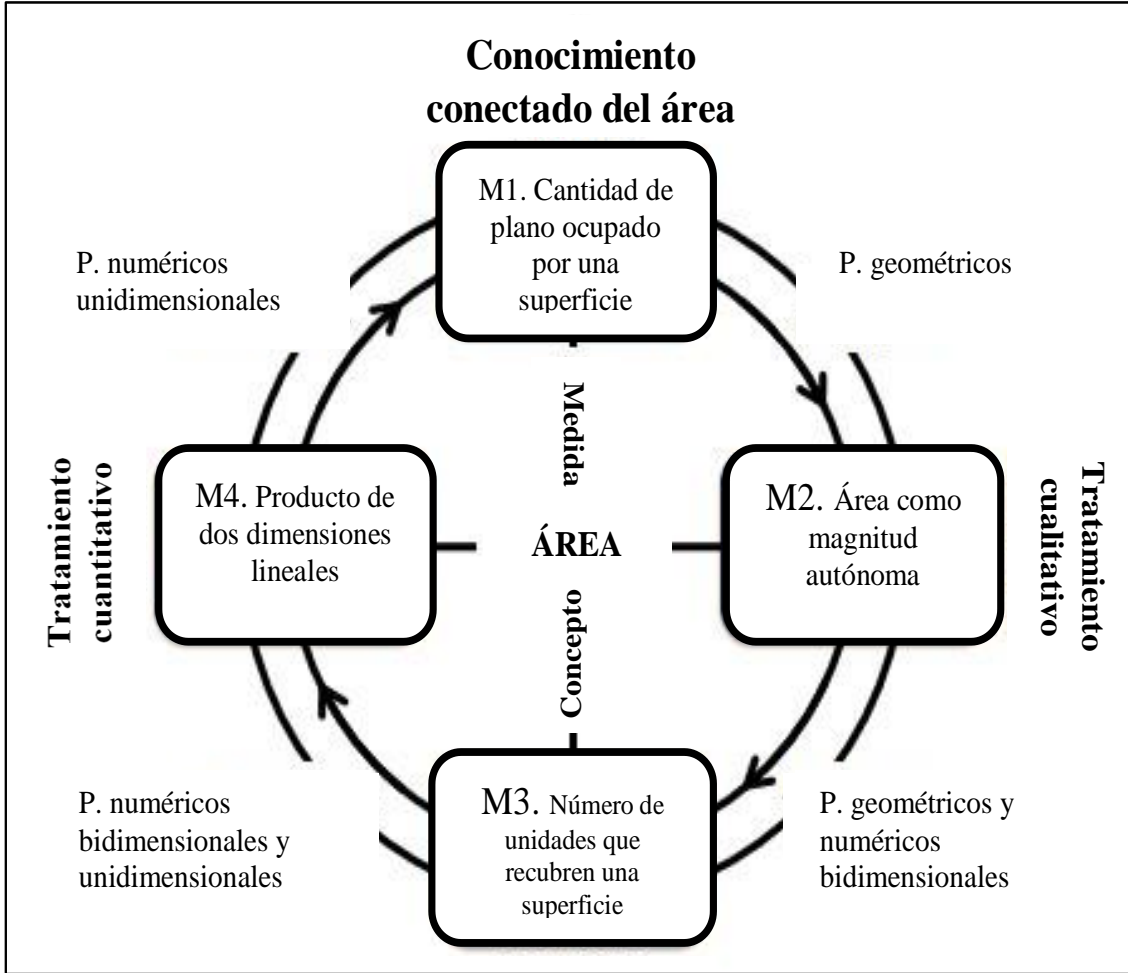 Conocimiento
conectado del área
M1. Cantidad de
plano ocupado
por una
superficie
P. numéricos
unidimensionales
P. geométricos
Medida
Tratamiento
cuantitativo
M4. Producto de
dos dimensiones
lineales
ÁREA
M2. Área como
magnitud
autónoma
Tratamiento
cualitativo
Concepto
P. numéricos
bidimensionales y
unidimensionales
M3. Número de
unidades que
recubren una
superficie
P. geométricos y
numéricos
bidimensionales